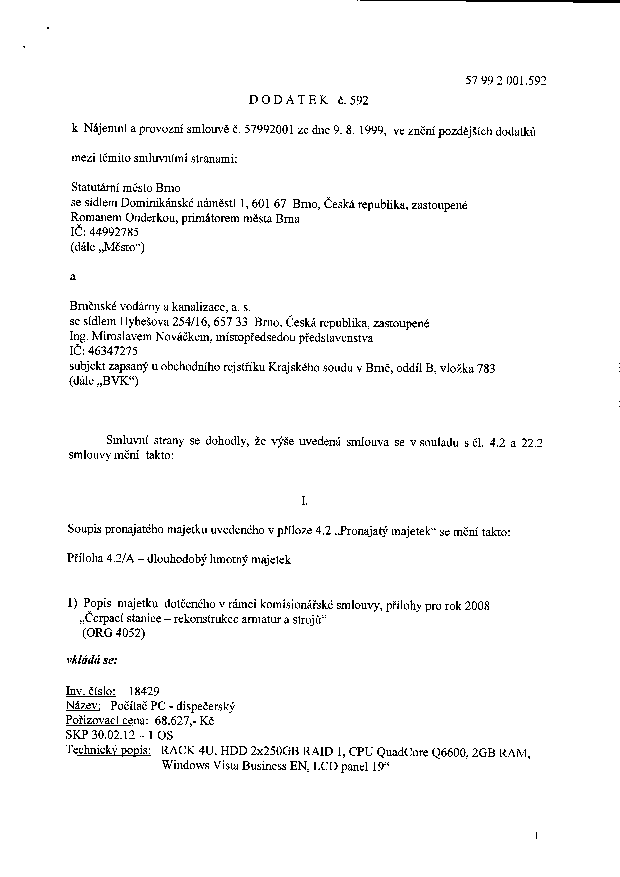 57 99 2 001.592
D O D A T E K č. 592
k Nájemní a provozní smlouvě č. 57992001 ze dne 9. 8. 1999, ve znění pozdějších dodatků
mezi těmito smluvními stranami:
Statutární město Brno
se sídlem Dominikánské náměstí 1, 601 67 Brno, Česká republika, zastoupené
Romanem Onderkou, primátorem města Brna
IČ: 44992785
(dále „Město“)
a
Brněnské vodárny a kanalizace, a. s.
se sídlem Hybešova 254/16, 657 33 Brno, Česká republika, zastoupené
Ing. Miroslavem Nováčkem, místopředsedou představenstva
IČ: 46347275
subjekt zapsaný u obchodního rejstříku Krajského soudu v Brně, oddíl B, vložka 783
(dále „BVK“)
Smluvní strany se dohodly, že výše uvedená smlouva se v souladu s čl. 4.2 a 22.2
smlouvy mění takto:
I.
Soupis pronajatého majetku uvedeného v příloze 4.2 „Pronajatý majetek“ se mění takto:
Příloha 4.2/A – dlouhodobý hmotný majetek
1) Popis majetku dotčeného v rámci komisionářské smlouvy, přílohy pro rok 2008
„Čerpací stanice – rekonstrukce armatur a strojů“
(ORG 4052)
vkládá se:
Inv. číslo: 18429
Název: Počítač PC - dispečerský
Pořizovací cena: 68.627,- Kč
SKP 30.02.12 – 1 OS
Technický popis: RACK 4U, HDD 2x250GB RAID 1, CPU QuadCore Q6600, 2GB RAM,
Windows Vista Business EN, LCD panel 19“
1